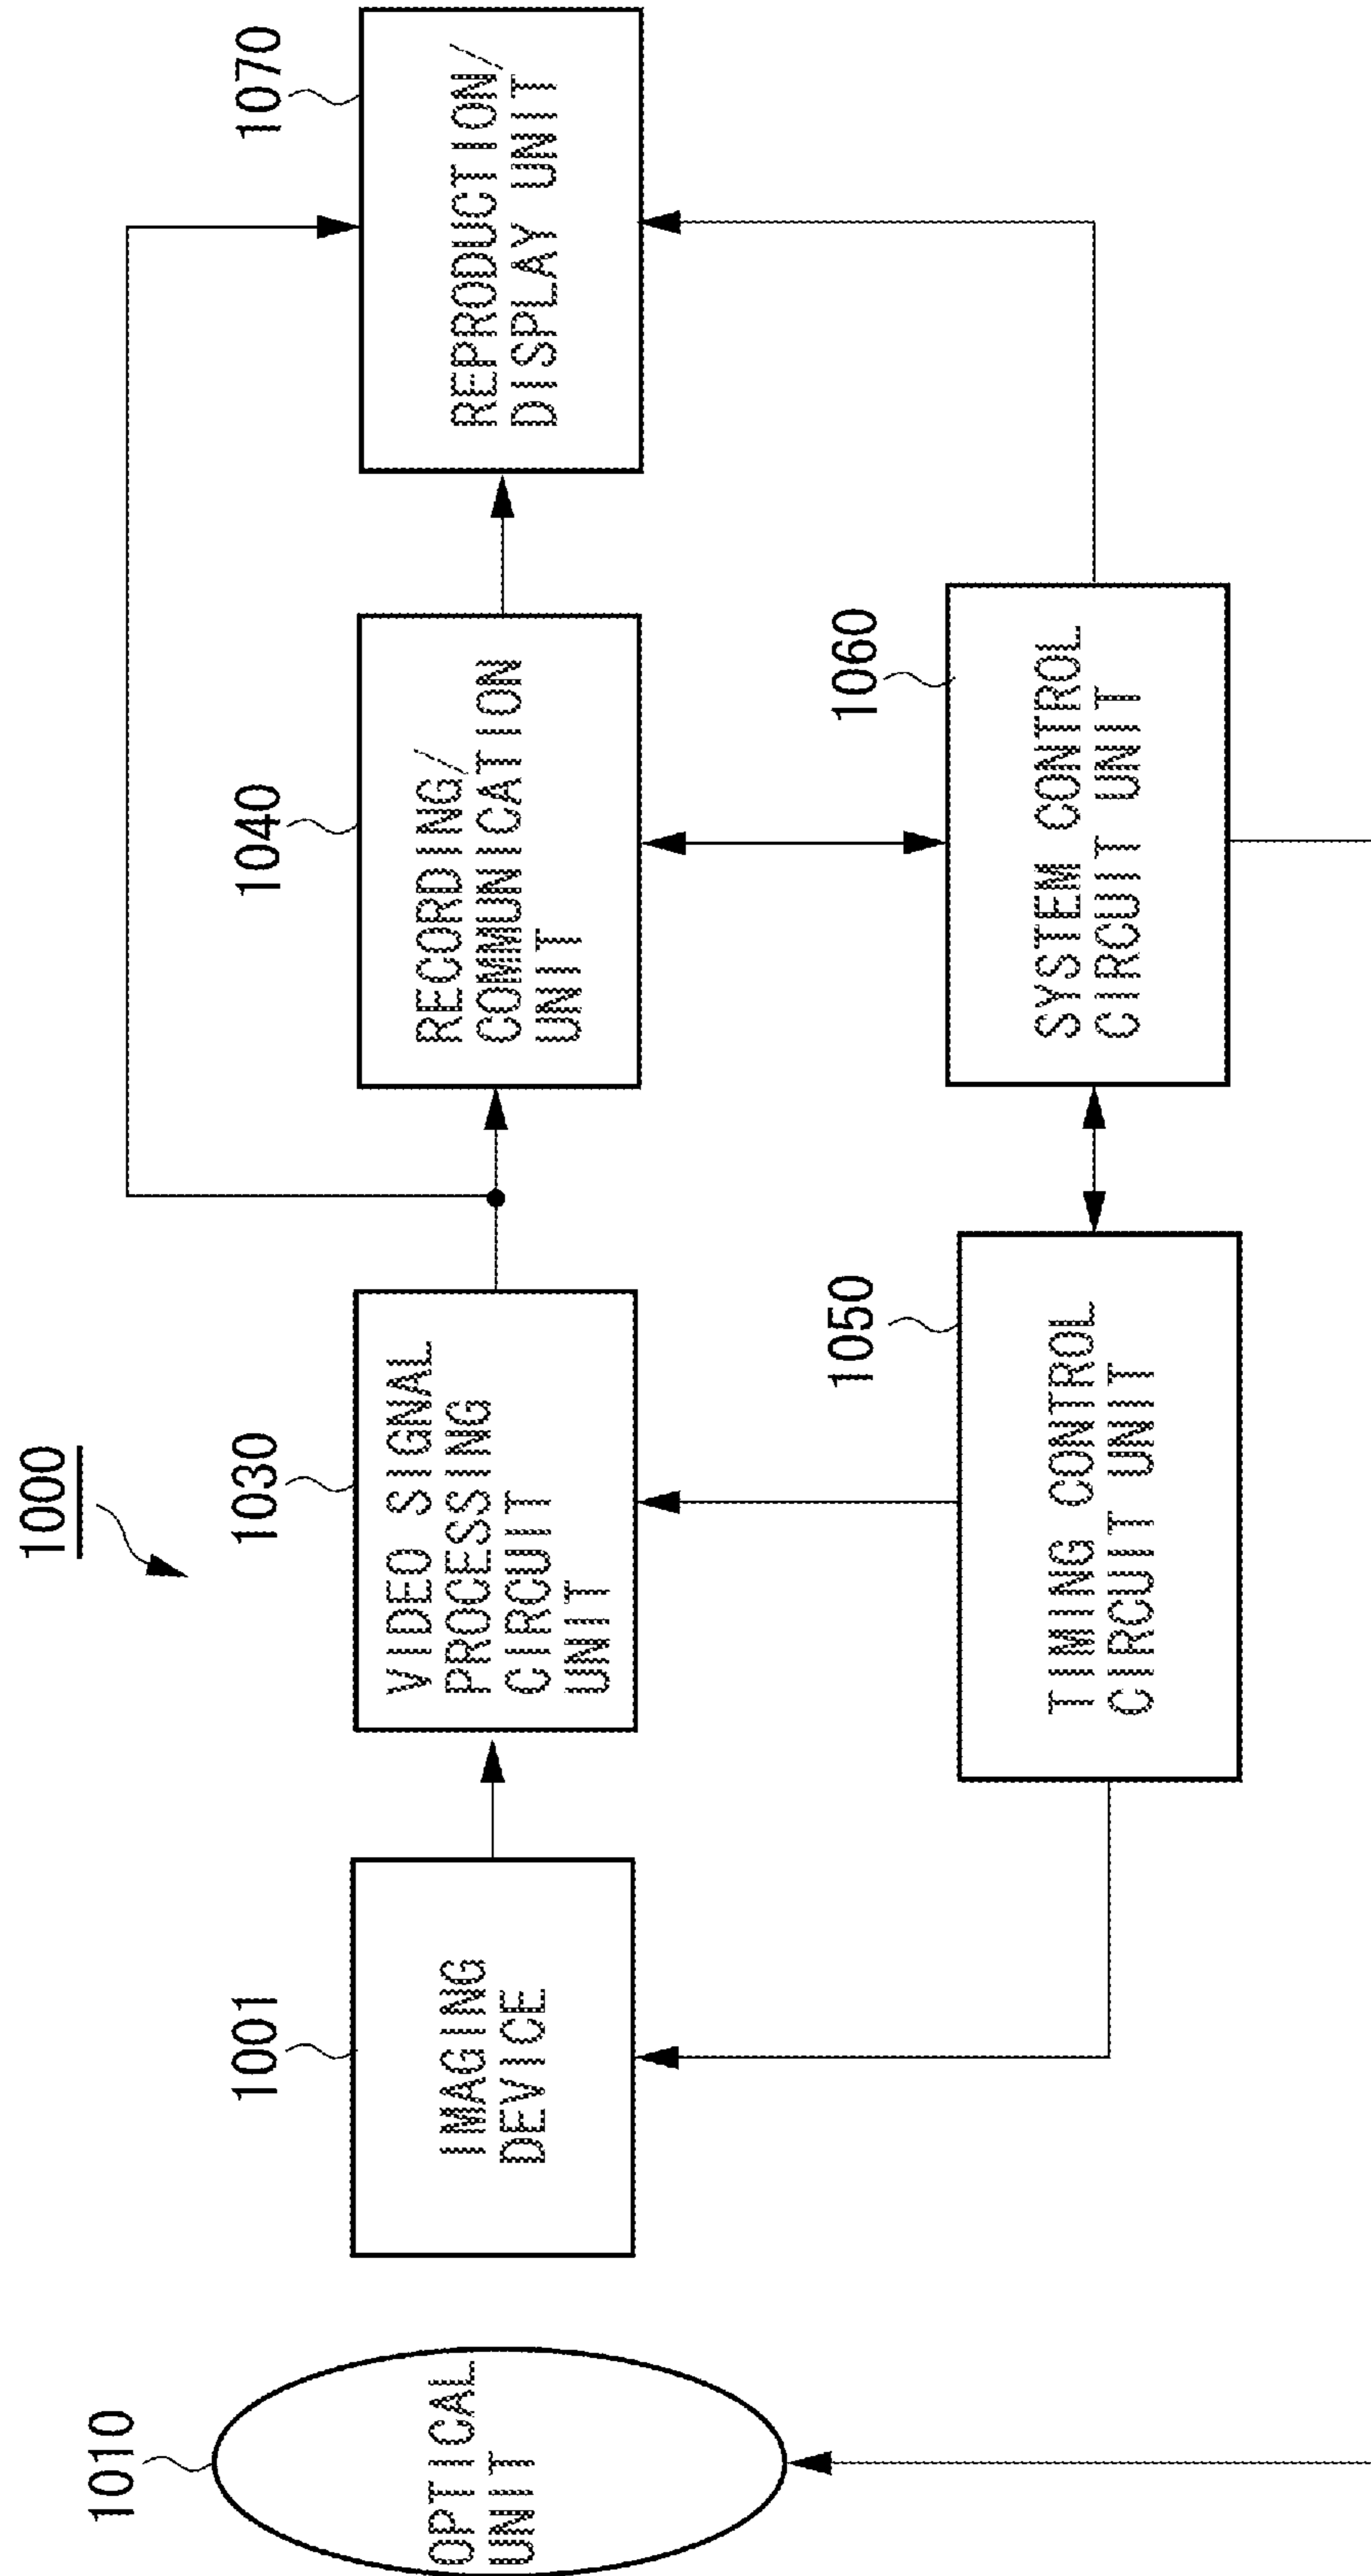 1000
1010
OPTICAL
UNIT
1001
IMAGING
DEVICE
1030
VIDEO SIGNAL
PROCESSING
CIRCUIT
UNIT
1040
RECORDING/
COMMUNICATION
UNIT
1070
REPRODUCTION/
DISPLAY UNIT
1050
TIMING CONTROL
CIRCUIT UNIT
1060
SYSTEM CONTROL
CIRCUIT UNIT